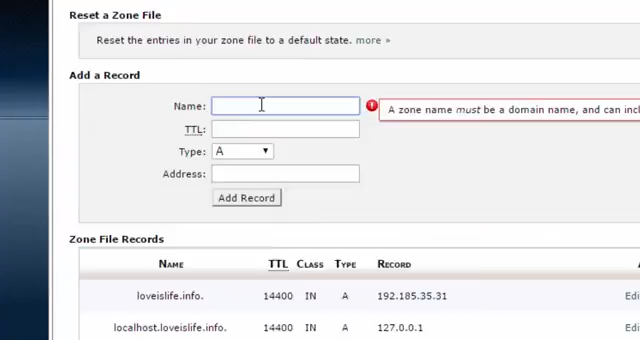 Reset a Zone File
Reset the entries in your zone file to a default state. more »
Add a Record
Name:
A zone name must be a domain name, and can incl
TTL:
Type: A
Address:
Add Record
Zone File Records
NAME TTL CLASS TYPE RECORD A
loveislife.info. 14400 IN A 192.185.35.31 Edi
localhost.loveislife.info. 14400 IN A 127.0.0.1 Edi